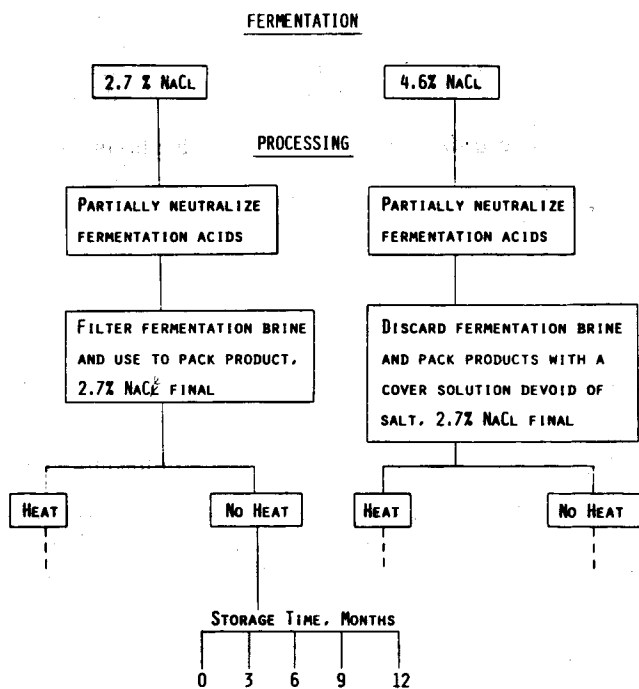 FERMENTATION
2.7 % NaCl
4.6% NaCl
PROCESSING
PARTIALLY NEUTRALIZE
FERMENTATION ACIDS
PARTIALLY NEUTRALIZE
FERMENTATION ACIDS
FILTER FERMENTATION BRINE
AND USE TO PACK PRODUCT,
2.7% NaCl FINAL
DISCARD FERMENTATION BRINE
AND PACK PRODUCTS WITH A
COVER SOLUTION DEVOID OF
SALT, 2.7% NaCl FINAL
HEAT
NO HEAT
HEAT
NO HEAT
STORAGE TIME, MONTHS
0 3 6 9 12